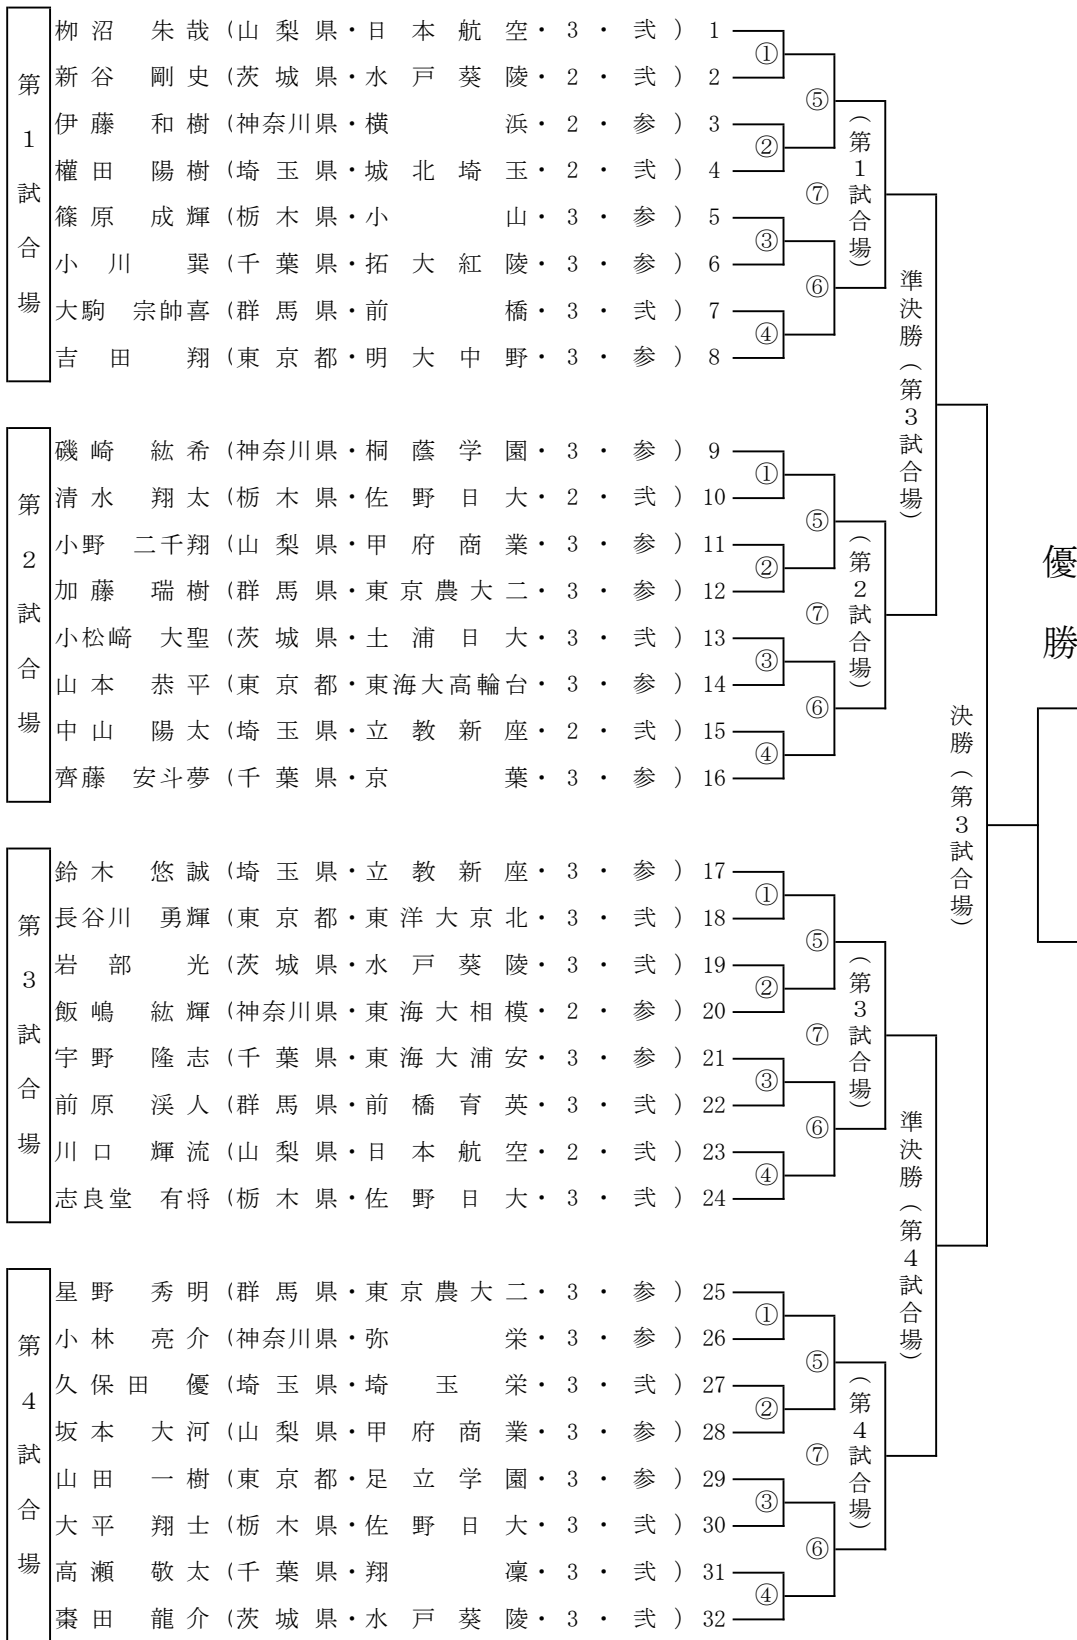 第1試合場
栁沼 朱哉 (山梨県・日本航空・3・弐) 1
新谷 剛史 (茨城県・水戸葵陵・2・弐) 2
伊藤 和樹 (神奈川県・横浜・2・参) 3
權田 陽樹 (埼玉県・城北埼玉・2・弐) 4
篠原 成輝 (栃木県・小山・3・参) 5
小川 巽 (千葉県・拓大紅陵・3・参) 6
大駒 宗帥喜 (群馬県・前橋・3・弐) 7
吉田 翔 (東京都・明大中野・3・参) 8
① ② ③ ④ ⑤ ⑥ ⑦
(第1試合場)
第2試合場
磯崎 紘希 (神奈川県・桐蔭学園・3・参) 9
清水 翔太 (栃木県・佐野日大・2・弐) 10
小野 二千翔 (山梨県・甲府商業・3・参) 11
加藤 瑞樹 (群馬県・東京農大二・3・参) 12
小松﨑 大聖 (茨城県・土浦日大・3・弐) 13
山本 恭平 (東京都・東海大高輪台・3・参) 14
中山 陽太 (埼玉県・立教新座・2・弐) 15
齊藤 安斗夢 (千葉県・京葉・3・参) 16
① ② ③ ④ ⑤ ⑥ ⑦
(第2試合場)
準決勝(第3試合場)
第3試合場
鈴木 悠誠 (埼玉県・立教新座・3・参) 17
長谷川 勇輝 (東京都・東洋大京北・3・弐) 18
岩部 光 (茨城県・水戸葵陵・3・弐) 19
飯嶋 紘輝 (神奈川県・東海大相模・2・参) 20
宇野 隆志 (千葉県・東海大浦安・3・参) 21
前原 渓人 (群馬県・前橋育英・3・弐) 22
川口 輝流 (山梨県・日本航空・2・弐) 23
志良堂 有将 (栃木県・佐野日大・3・弐) 24
① ② ③ ④ ⑤ ⑥ ⑦
(第3試合場)
第4試合場
星野 秀明 (群馬県・東京農大二・3・参) 25
小林 亮介 (神奈川県・弥栄・3・参) 26
久保田 優 (埼玉県・埼玉栄・3・弐) 27
坂本 大河 (山梨県・甲府商業・3・参) 28
山田 一樹 (東京都・足立学園・3・参) 29
大平 翔士 (栃木県・佐野日大・3・弐) 30
高瀬 敬太 (千葉県・翔凜・3・弐) 31
棗田 龍介 (茨城県・水戸葵陵・3・弐) 32
① ② ③ ④ ⑤ ⑥ ⑦
(第4試合場)
準決勝(第4試合場)
決勝(第3試合場)
優勝